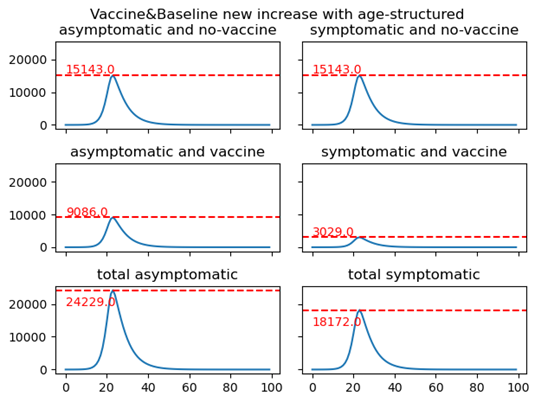 Vaccine&Baseline new increase with age-structured
asymptomatic and no-vaccine
symptomatic and no-vaccine
20000
10000
0
15143.0
15143.0
asymptomatic and vaccine
symptomatic and vaccine
20000
10000
0
9086.0
3029.0
total asymptomatic
total symptomatic
20000
10000
0
24229.0
18172.0
0 20 40 60 80 100
0 20 40 60 80 100